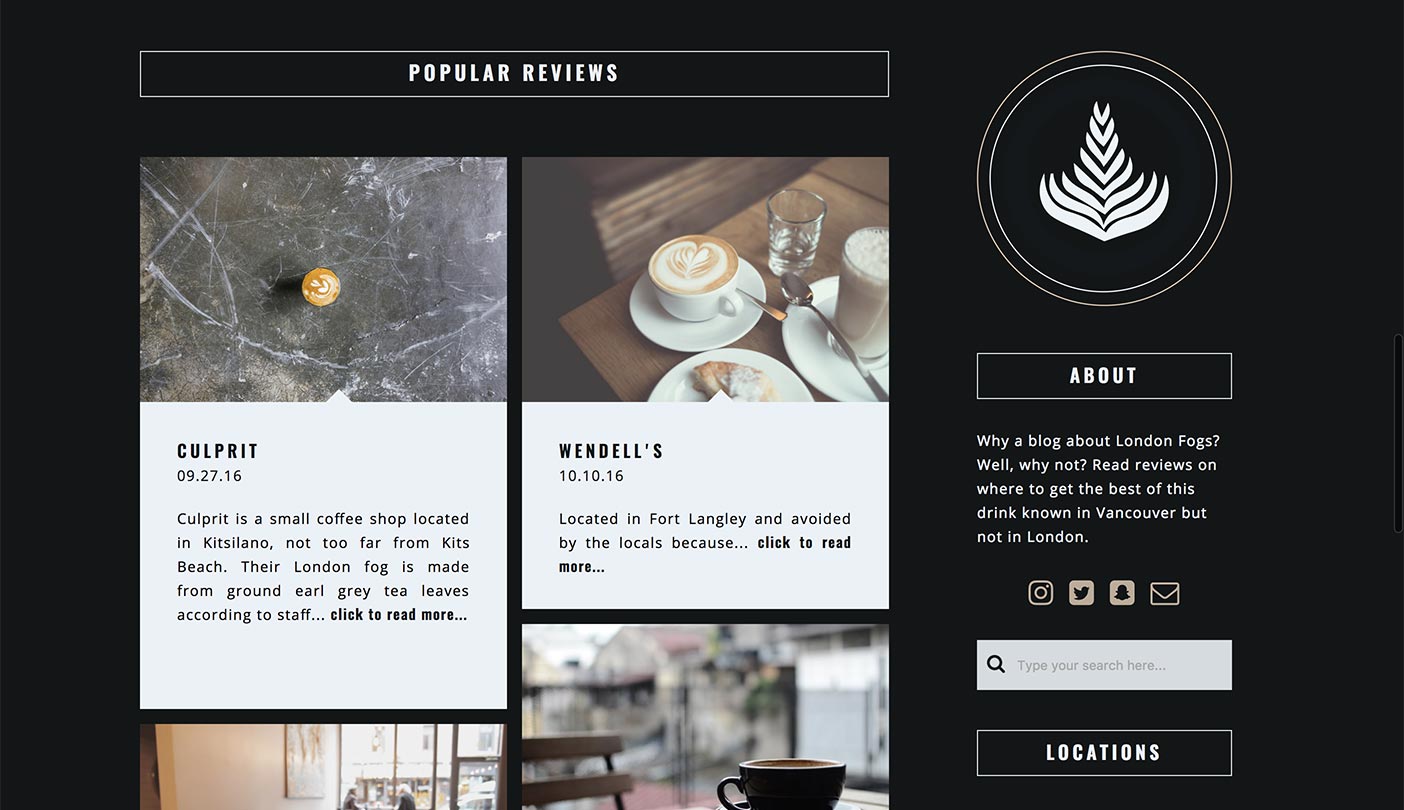 POPULAR REVIEWS
CULPRIT
09.27.16
Culprit is a small coffee shop located
in Kitsilano, not too far from Kits
Beach. Their London fog is made
from ground earl grey tea leaves
according to staff... click to read more...
WENDELL'S
10.10.16
Located in Fort Langley and avoided
by the locals because... click to read
more...
ABOUT
Why a blog about London Fogs?
Well, why not? Read reviews on
where to get the best of this
drink known in Vancouver but
not in London.
Type your search here...
LOCATIONS